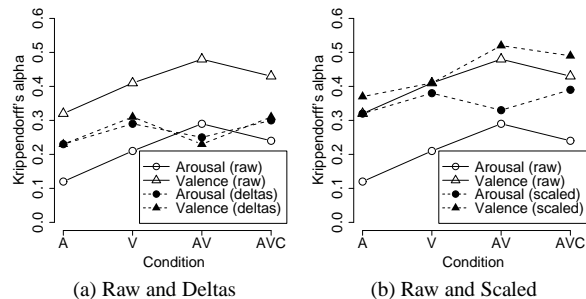 Krippendorff's alpha
0.0 0.1 0.2 0.3 0.4 0.5 0.6
Arousal (raw)
Valence (raw)
Arousal (deltas)
Valence (deltas)
A V AV AVC
Condition
(a) Raw and Deltas
Krippendorff's alpha
0.0 0.1 0.2 0.3 0.4 0.5 0.6
Arousal (raw)
Valence (raw)
Arousal (scaled)
Valence (scaled)
A V AV AVC
Condition
(b) Raw and Scaled